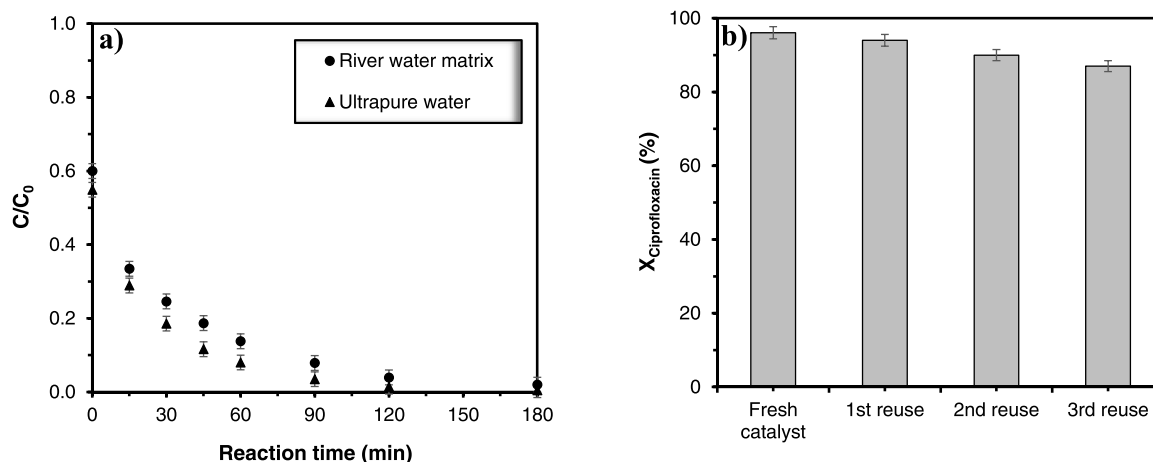 a)
River water matrix
Ultrapure water
1.0
0.8
0.6
0.4
0.2
0.0
C/C0
0 30 60 90 120 150 180
Reaction time (min)
b)
100
80
60
40
20
0
XCiprofloxacin (%)
Fresh catalyst
1st reuse
2nd reuse
3rd reuse